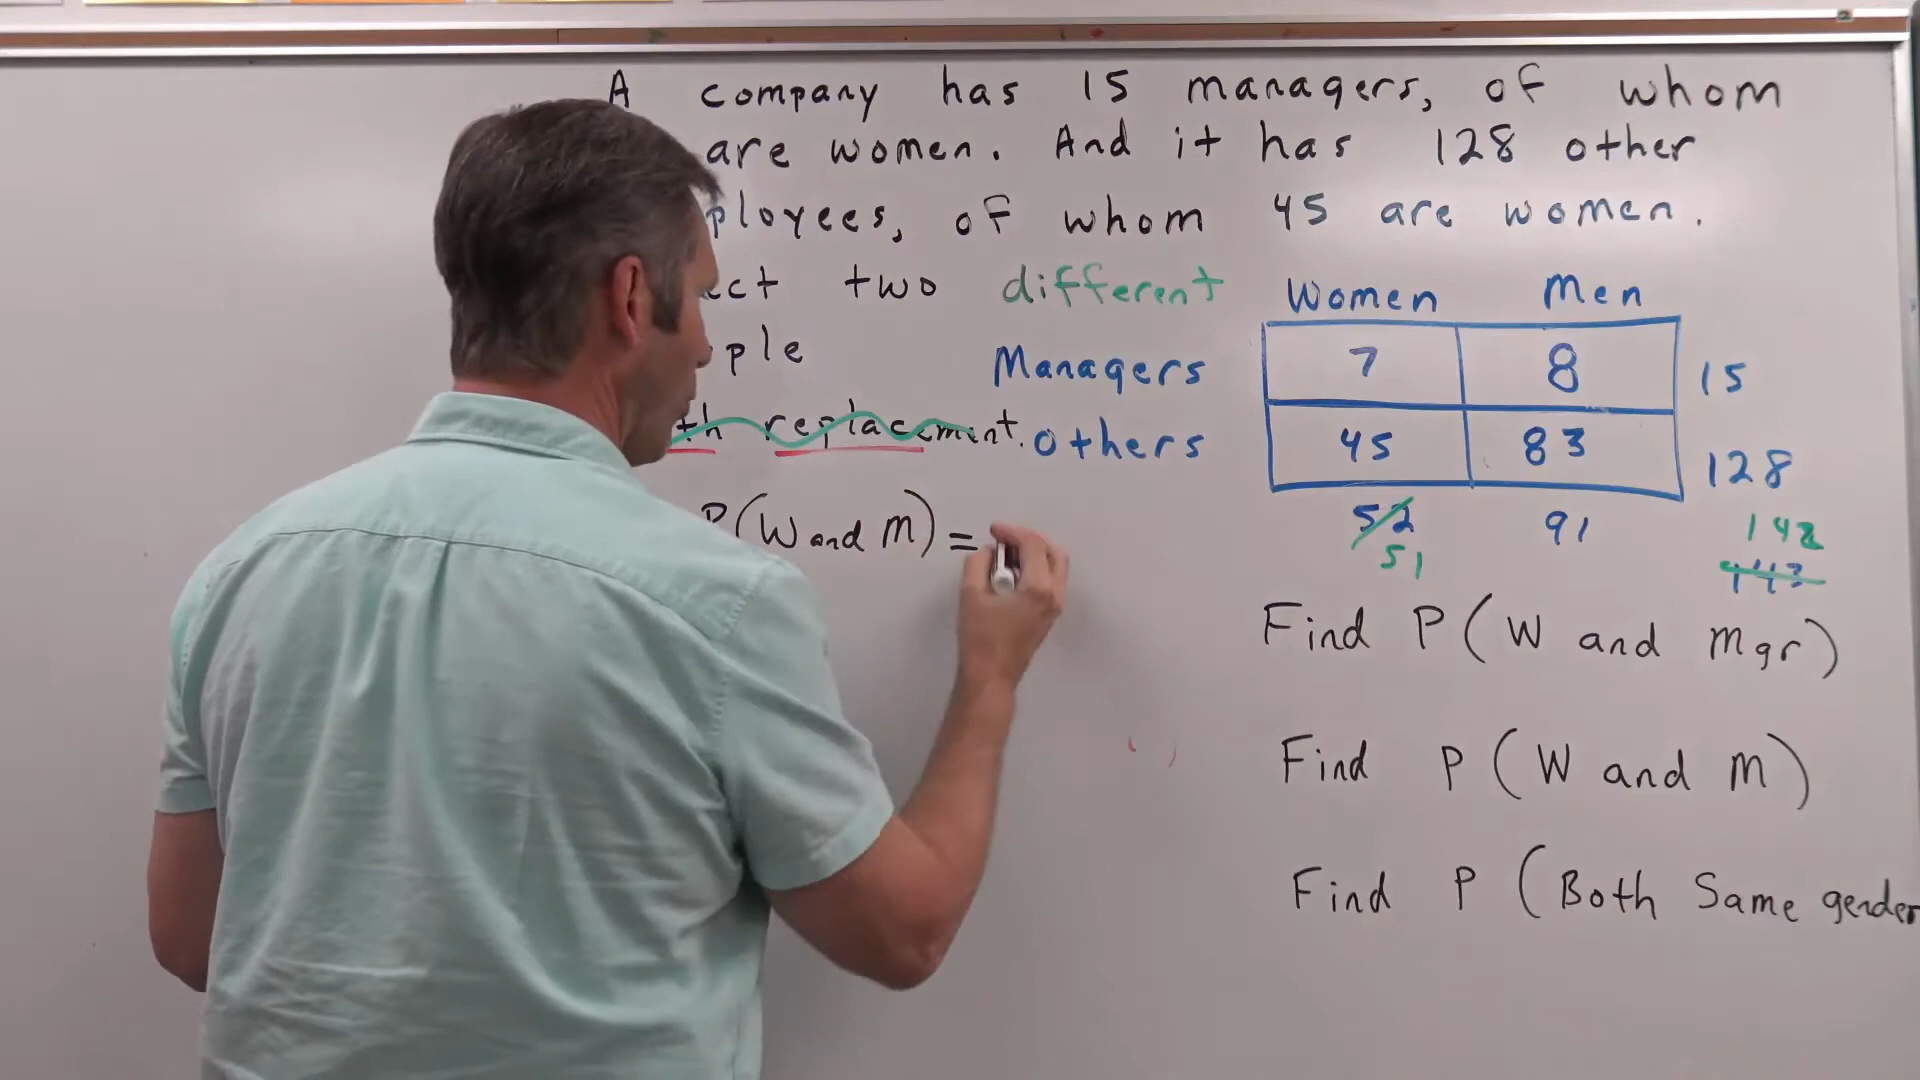 A company has 15 managers, of whom
are women. And it has 128 other
ployees, of whom 45 are women.
ct two different
ple
th replacement.
Women Men
Managers 7 8 15
others 45 83 128
52 91 142
51 143
P(W and M) =
Find P(W and Mgr)
Find P(W and M)
Find P(Both Same gender